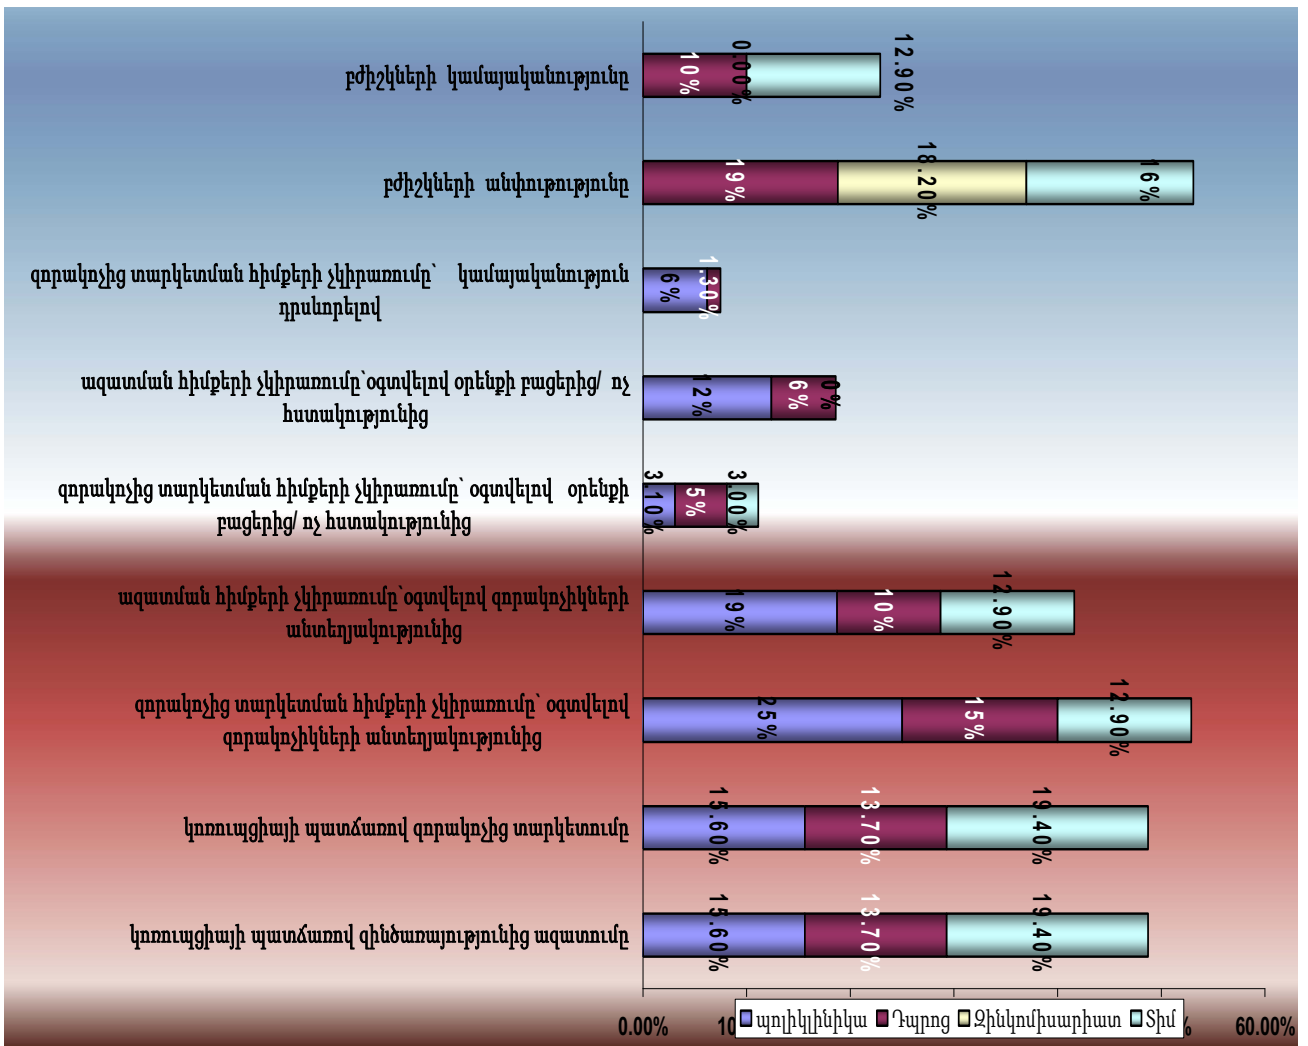 բժիշկների կամայականությունը
10%
0.00%
12.90%
բժիշկների անփութությունը
19%
18.20%
16%
զորակոչից տարկետման հիմքերի չկիրառումը` կամայականություն
դրսևորելով
6%
1.30%
ազատման հիմքերի չկիրառումը`օգտվելով օրենքի բացերից/ ոչ
հստակությունից
12%
6%
0%
զորակոչից տարկետման հիմքերի չկիրառումը` օգտվելով օրենքի
բացերից/ ոչ հստակությունից
3.10%
5%
3.00%
ազատման հիմքերի չկիրառումը`օգտվելով զորակոչիկների
անտեղյակությունից
19%
10%
12.90%
զորակոչից տարկետման հիմքերի չկիրառումը` օգտվելով
զորակոչիկների անտեղյակությունից
25%
15%
12.90%
կոռուպցիայի պատճառով զորակոչից տարկետումը
15.60%
13.70%
19.40%
կոռուպցիայի պատճառով զինծառայությունից ազատումը
15.60%
13.70%
19.40%
0.00%
60.00%
պոլիկլինիկա Դպրոց Զինկոմիսարիատ Տիմ